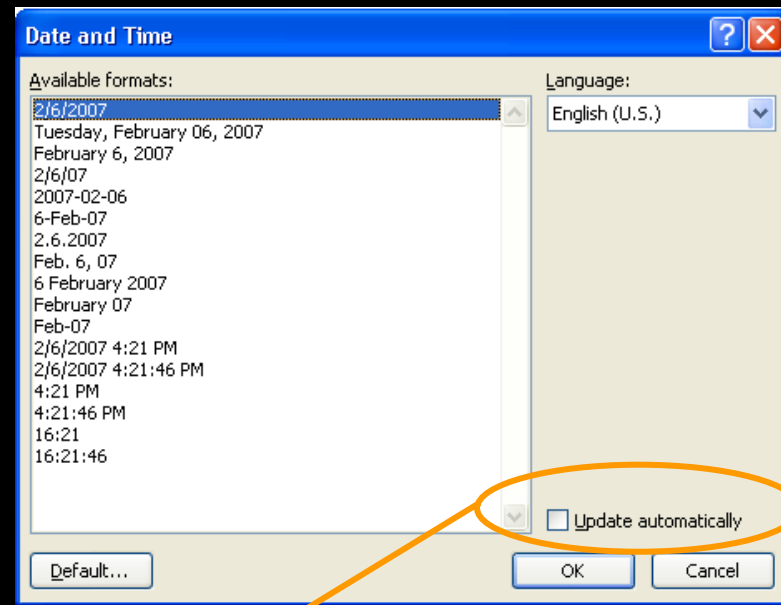 Date and Time
Available formats:
Language:
2/6/2007
English (U.S.)
Tuesday, February 06, 2007
February 6, 2007
2/6/07
2007-02-06
6-Feb-07
2.6.2007
Feb. 6, 07
6 February 2007
February 07
Feb-07
2/6/2007 4:21 PM
2/6/2007 4:21:46 PM
4:21 PM
4:21:46 PM
16:21
16:21:46
Update automatically
Default...
OK
Cancel